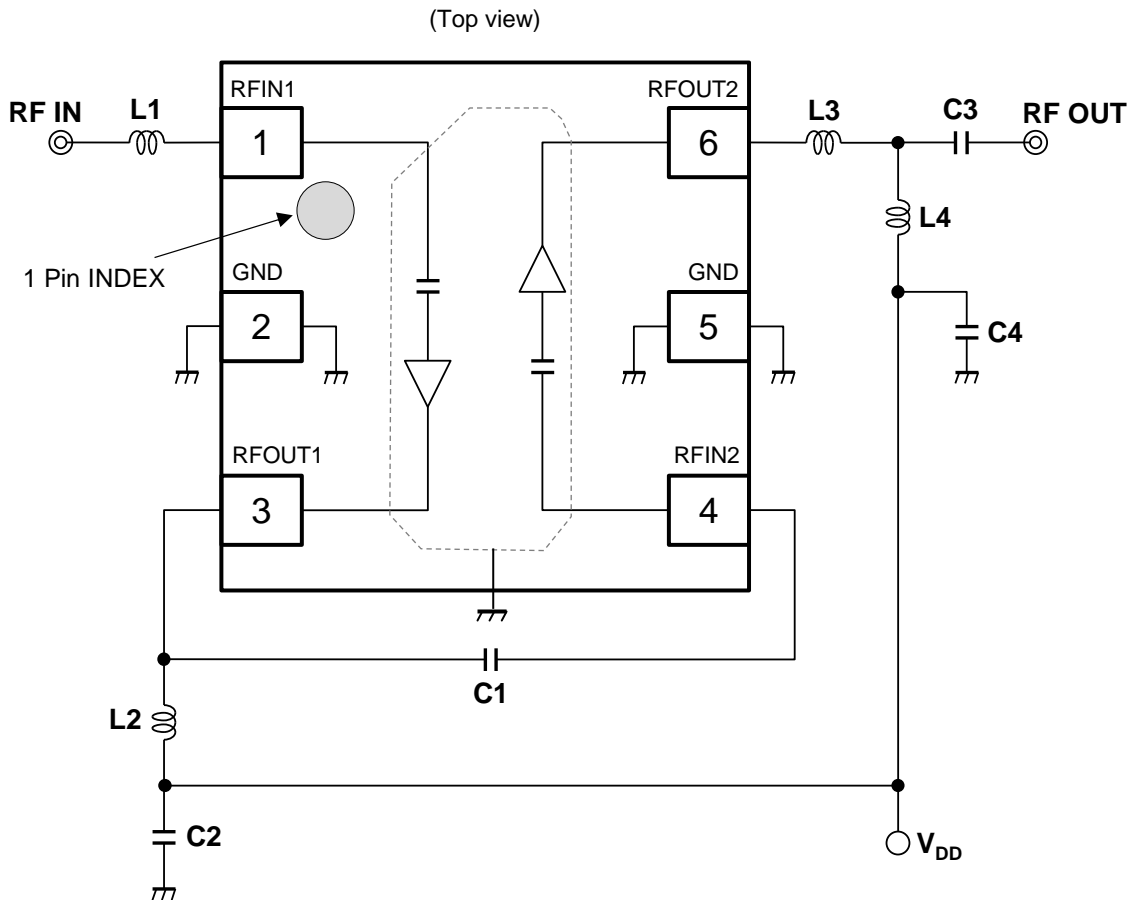 (Top view)
RFIN1
RFOUT2
RF IN
L1
1
6
L3
C3
RF OUT
L4
1 Pin INDEX
GND
GND
2
5
C4
RFOUT1
RFIN2
3
4
C1
L2
C2
VDD